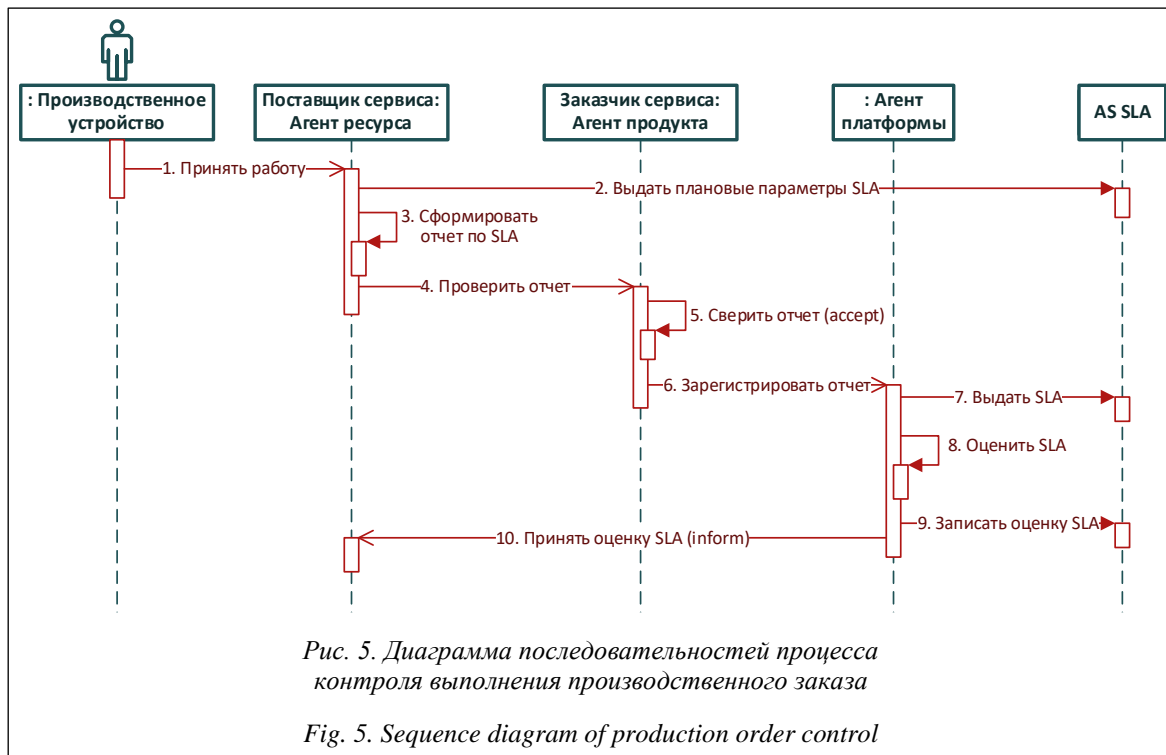 : Производственное
устройство
Поставщик сервиса:
Агент ресурса
Заказчик сервиса:
Агент продукта
: Агент
платформы
AS SLA
1. Принять работу
2. Выдать плановые параметры SLA
3. Сформировать
отчет по SLA
4. Проверить отчет
5. Сверить отчет (accept)
6. Зарегистрировать отчет
7. Выдать SLA
8. Оценить SLA
9. Записать оценку SLA
10. Принять оценку SLA (inform)
Рис. 5. Диаграмма последовательностей процесса
контроля выполнения производственного заказа
Fig. 5. Sequence diagram of production order control